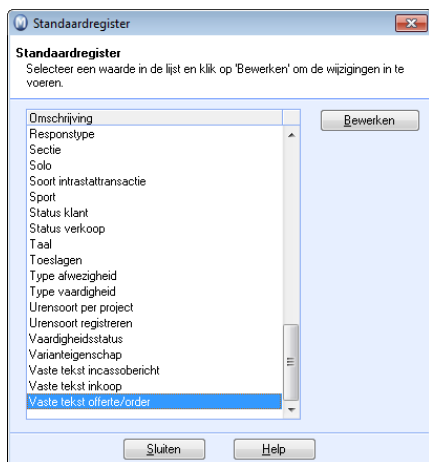 Standaardregister
Standaardregister
Selecteer een waarde in de lijst en klik op 'Bewerken' om de wijzigingen in te
voeren.
Omschrijving
Bewerken
Responstype
Sectie
Solo
Soort intrastattransactie
Sport
Status klant
Status verkoop
Taal
Toeslagen
Type afwezigheid
Type vaardigheid
Urensoort per project
Urensoort registreren
Vaardigheidsstatus
Varianteigenschap
Vaste tekst incassobericht
Vaste tekst inkoop
Vaste tekst offerte/order
Sluiten
Help